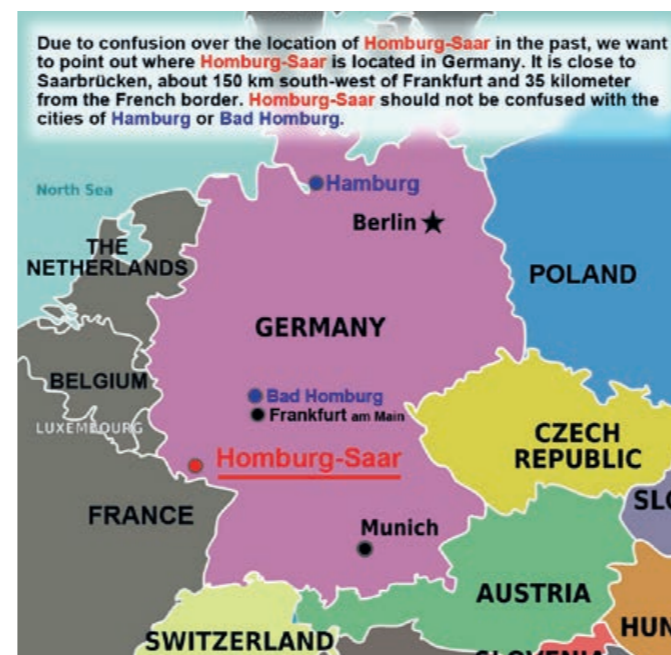 Due to confusion over the location of Homburg-Saar in the past, we want
to point out where Homburg-Saar is located in Germany. It is close to
Saarbrücken, about 150 km south-west of Frankfurt and 35 kilometer
from the French border. Homburg-Saar should not be confused with the
cities of Hamburg or Bad Homburg.
North Sea
Hamburg
Berlin
THE
NETHERLANDS
POLAND
GERMANY
BELGIUM
Bad Homburg
Frankfurt am Main
LUXEMBOURG
CZECH
REPUBLIC
Homburg-Saar
SLO
FRANCE
Munich
AUSTRIA
HUN
SWITZERLAND
SLOVENIA